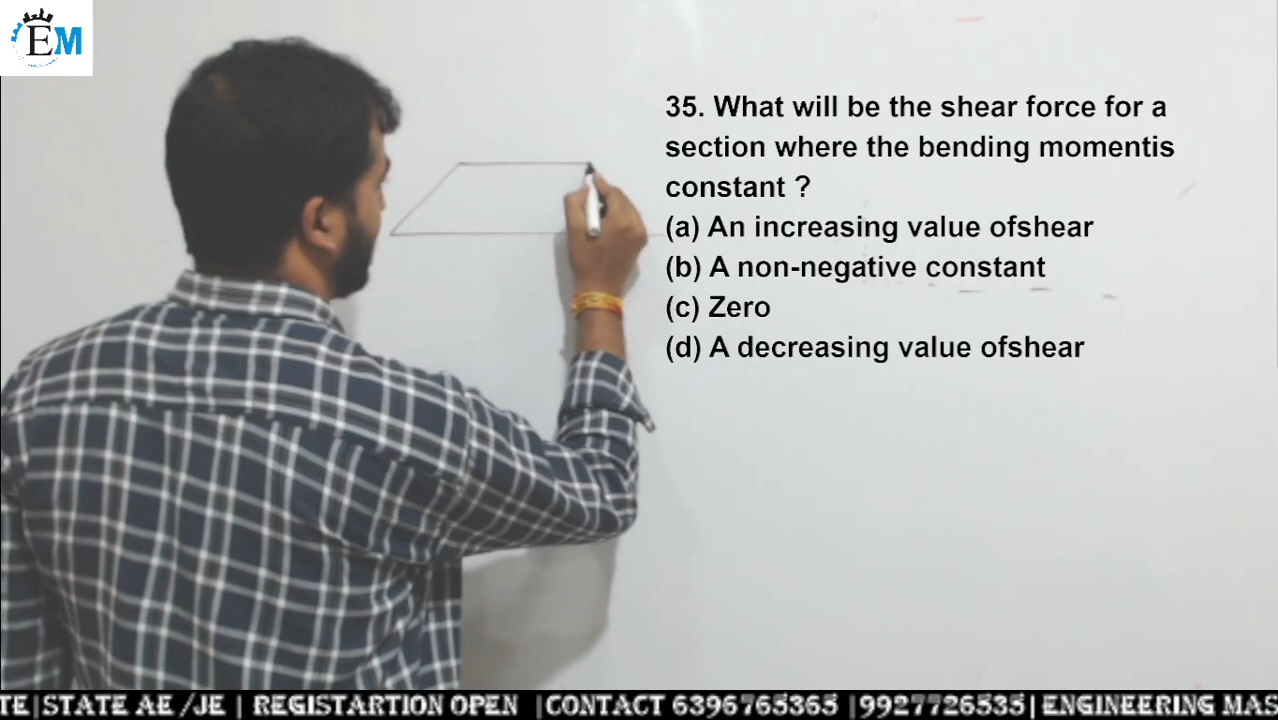 EM
35. What will be the shear force for a
section where the bending momentis
constant ?
(a) An increasing value ofshear
(b) A non-negative constant
(c) Zero
(d) A decreasing value ofshear
TE|STATE AE /JE | REGISTARTION OPEN |CONTACT 6396765365 |9927726535| ENGINEERING MAS